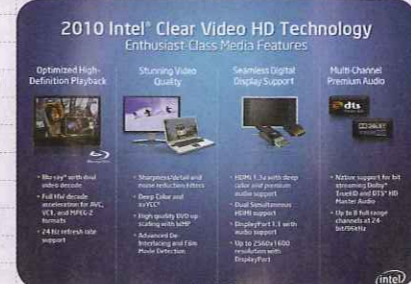 2010 Intel® Clear Video HD Technology
Enthusiast-Class Media Features
Optimized High-
Definition Playback
Blu-ray Disc
• Blu-ray* with dual
video decode
• Full HW decode
acceleration for AVC,
VC1, and MPEG-2
formats
• 24 Hz refresh rate
support
Stunning Video
Quality
• Sharpness/detail and
noise reduction filters
• Deep Color and
xvYCC*
• High quality DVD up
scaling with
• Advanced De-
Interlacing and Film
Movie Detection
Seamless Digital
Display Support
• HDMI 1.3a with deep
color and premium
audio support
• Dual Simultaneous
HDMI support
• DisplayPort 1.1 with
audio support
• Up to 2560x1600
resolution with
DisplayPort
Multi-Channel
Premium Audio
dts
DOLBY
• Native support for bit
streaming Dolby*
TrueHD and DTS* HD
Master Audio
• Up to 8 full range
channels at 24-
bit/96kHz
intel